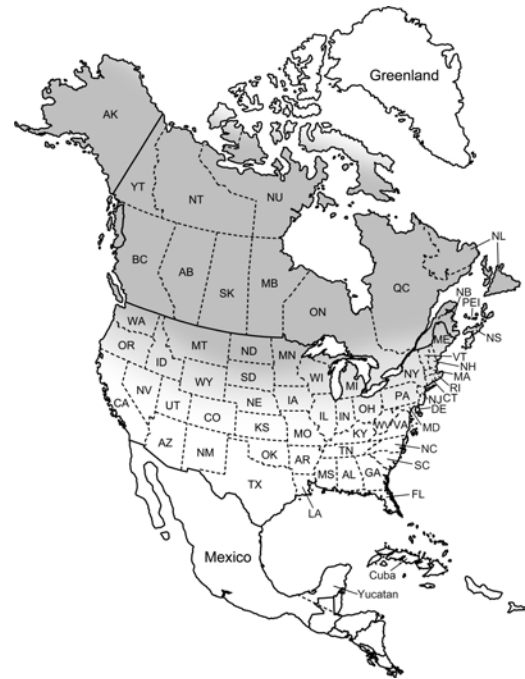 Greenland
AK
YT
NT
NU
NL
BC
AB
SK
MB
ON
QC
NB
PEI
NS
WA
MT
ND
MN
ME
VT
NH
MA
RI
CT
NJ
DE
MD
OR
ID
WY
SD
WI
MI
NY
PA
NV
UT
CO
NE
IA
IL
IN
OH
WV
VA
CA
KS
MO
KY
NC
AZ
NM
OK
AR
TN
SC
TX
MS
AL
GA
LA
FL
Mexico
Cuba
Yucatan